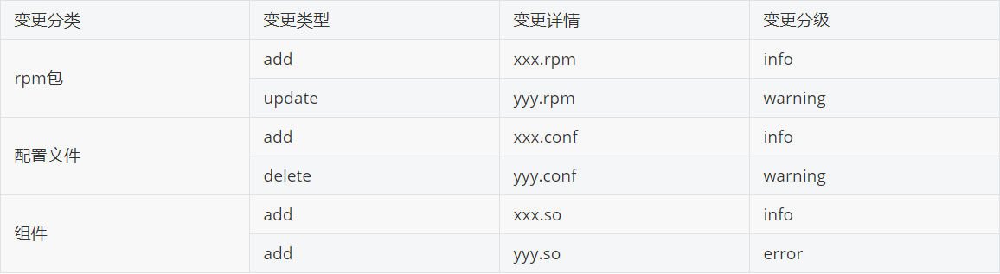 变更分类 变更类型 变更详情 变更分级
rpm包 add xxx.rpm info
update yyy.rpm warning
配置文件 add xxx.conf info
delete yyy.conf warning
组件 add xxx.so info
add yyy.so error